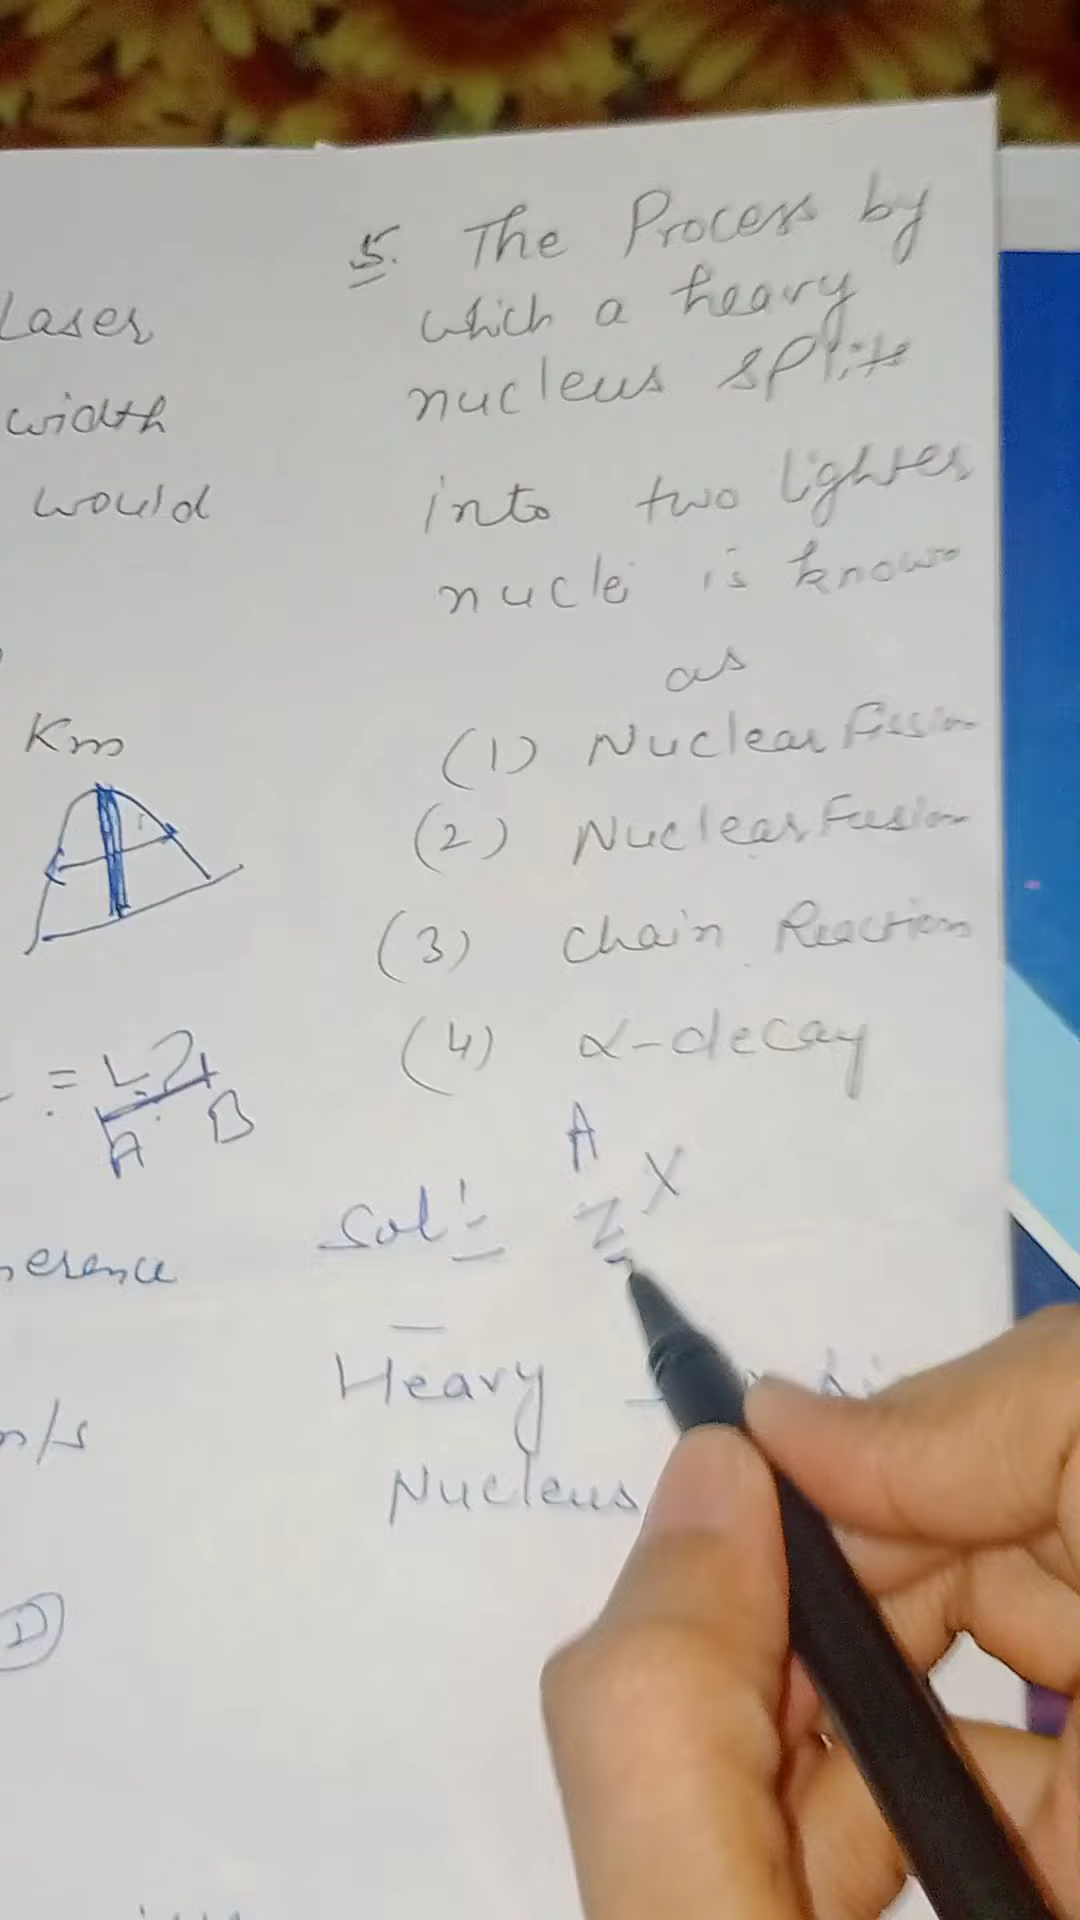 Laser
width
would
Km
= L λ
A B
m/s
D
5. The Process by
which a heavy
nucleus splits
into two lighter
nuclei is known
as
(1) Nuclear Fission
(2) Nuclear Fusion
(3) Chain Reaction
(4) α-decay
Sol:- A Z X
Heavy
Nucleus